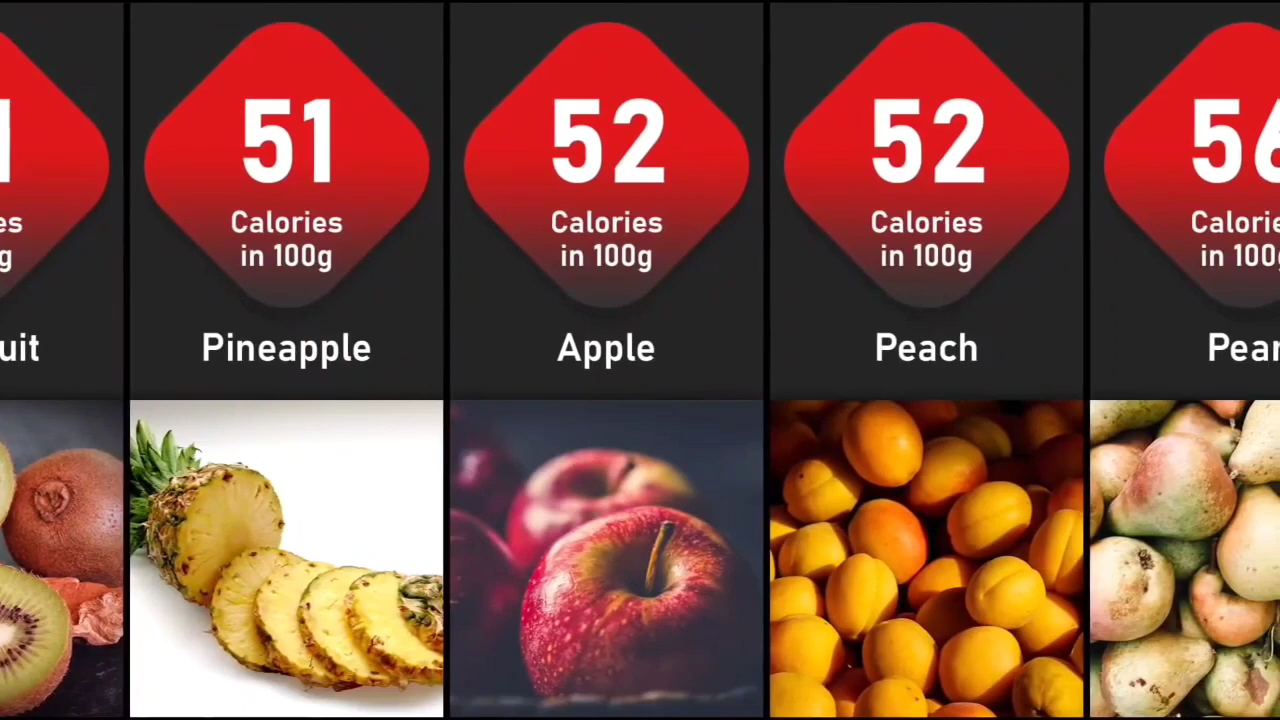 51
Calories
in 100g
Pineapple
52
Calories
in 100g
Apple
52
Calories
in 100g
Peach